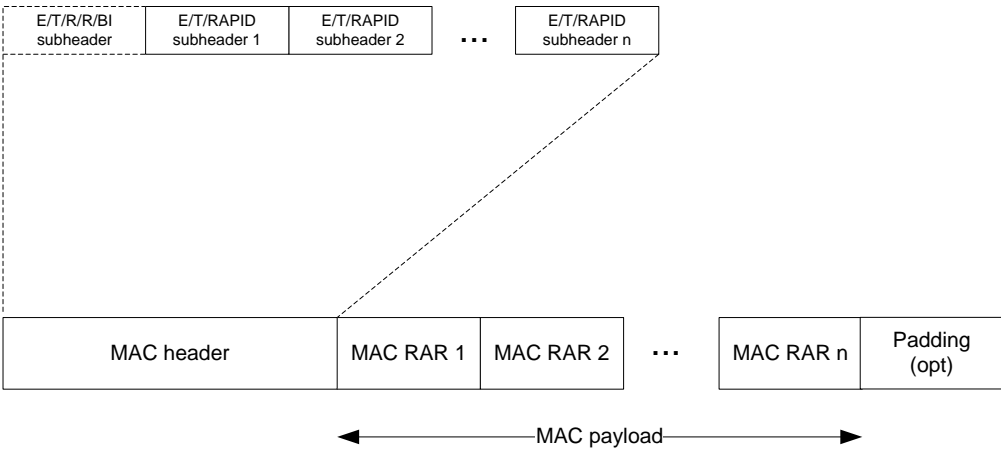 E/T/R/R/BI
subheader
E/T/RAPID
subheader 1
E/T/RAPID
subheader 2
...
E/T/RAPID
subheader n
MAC header
MAC RAR 1
MAC RAR 2
...
MAC RAR n
Padding
(opt)
MAC payload